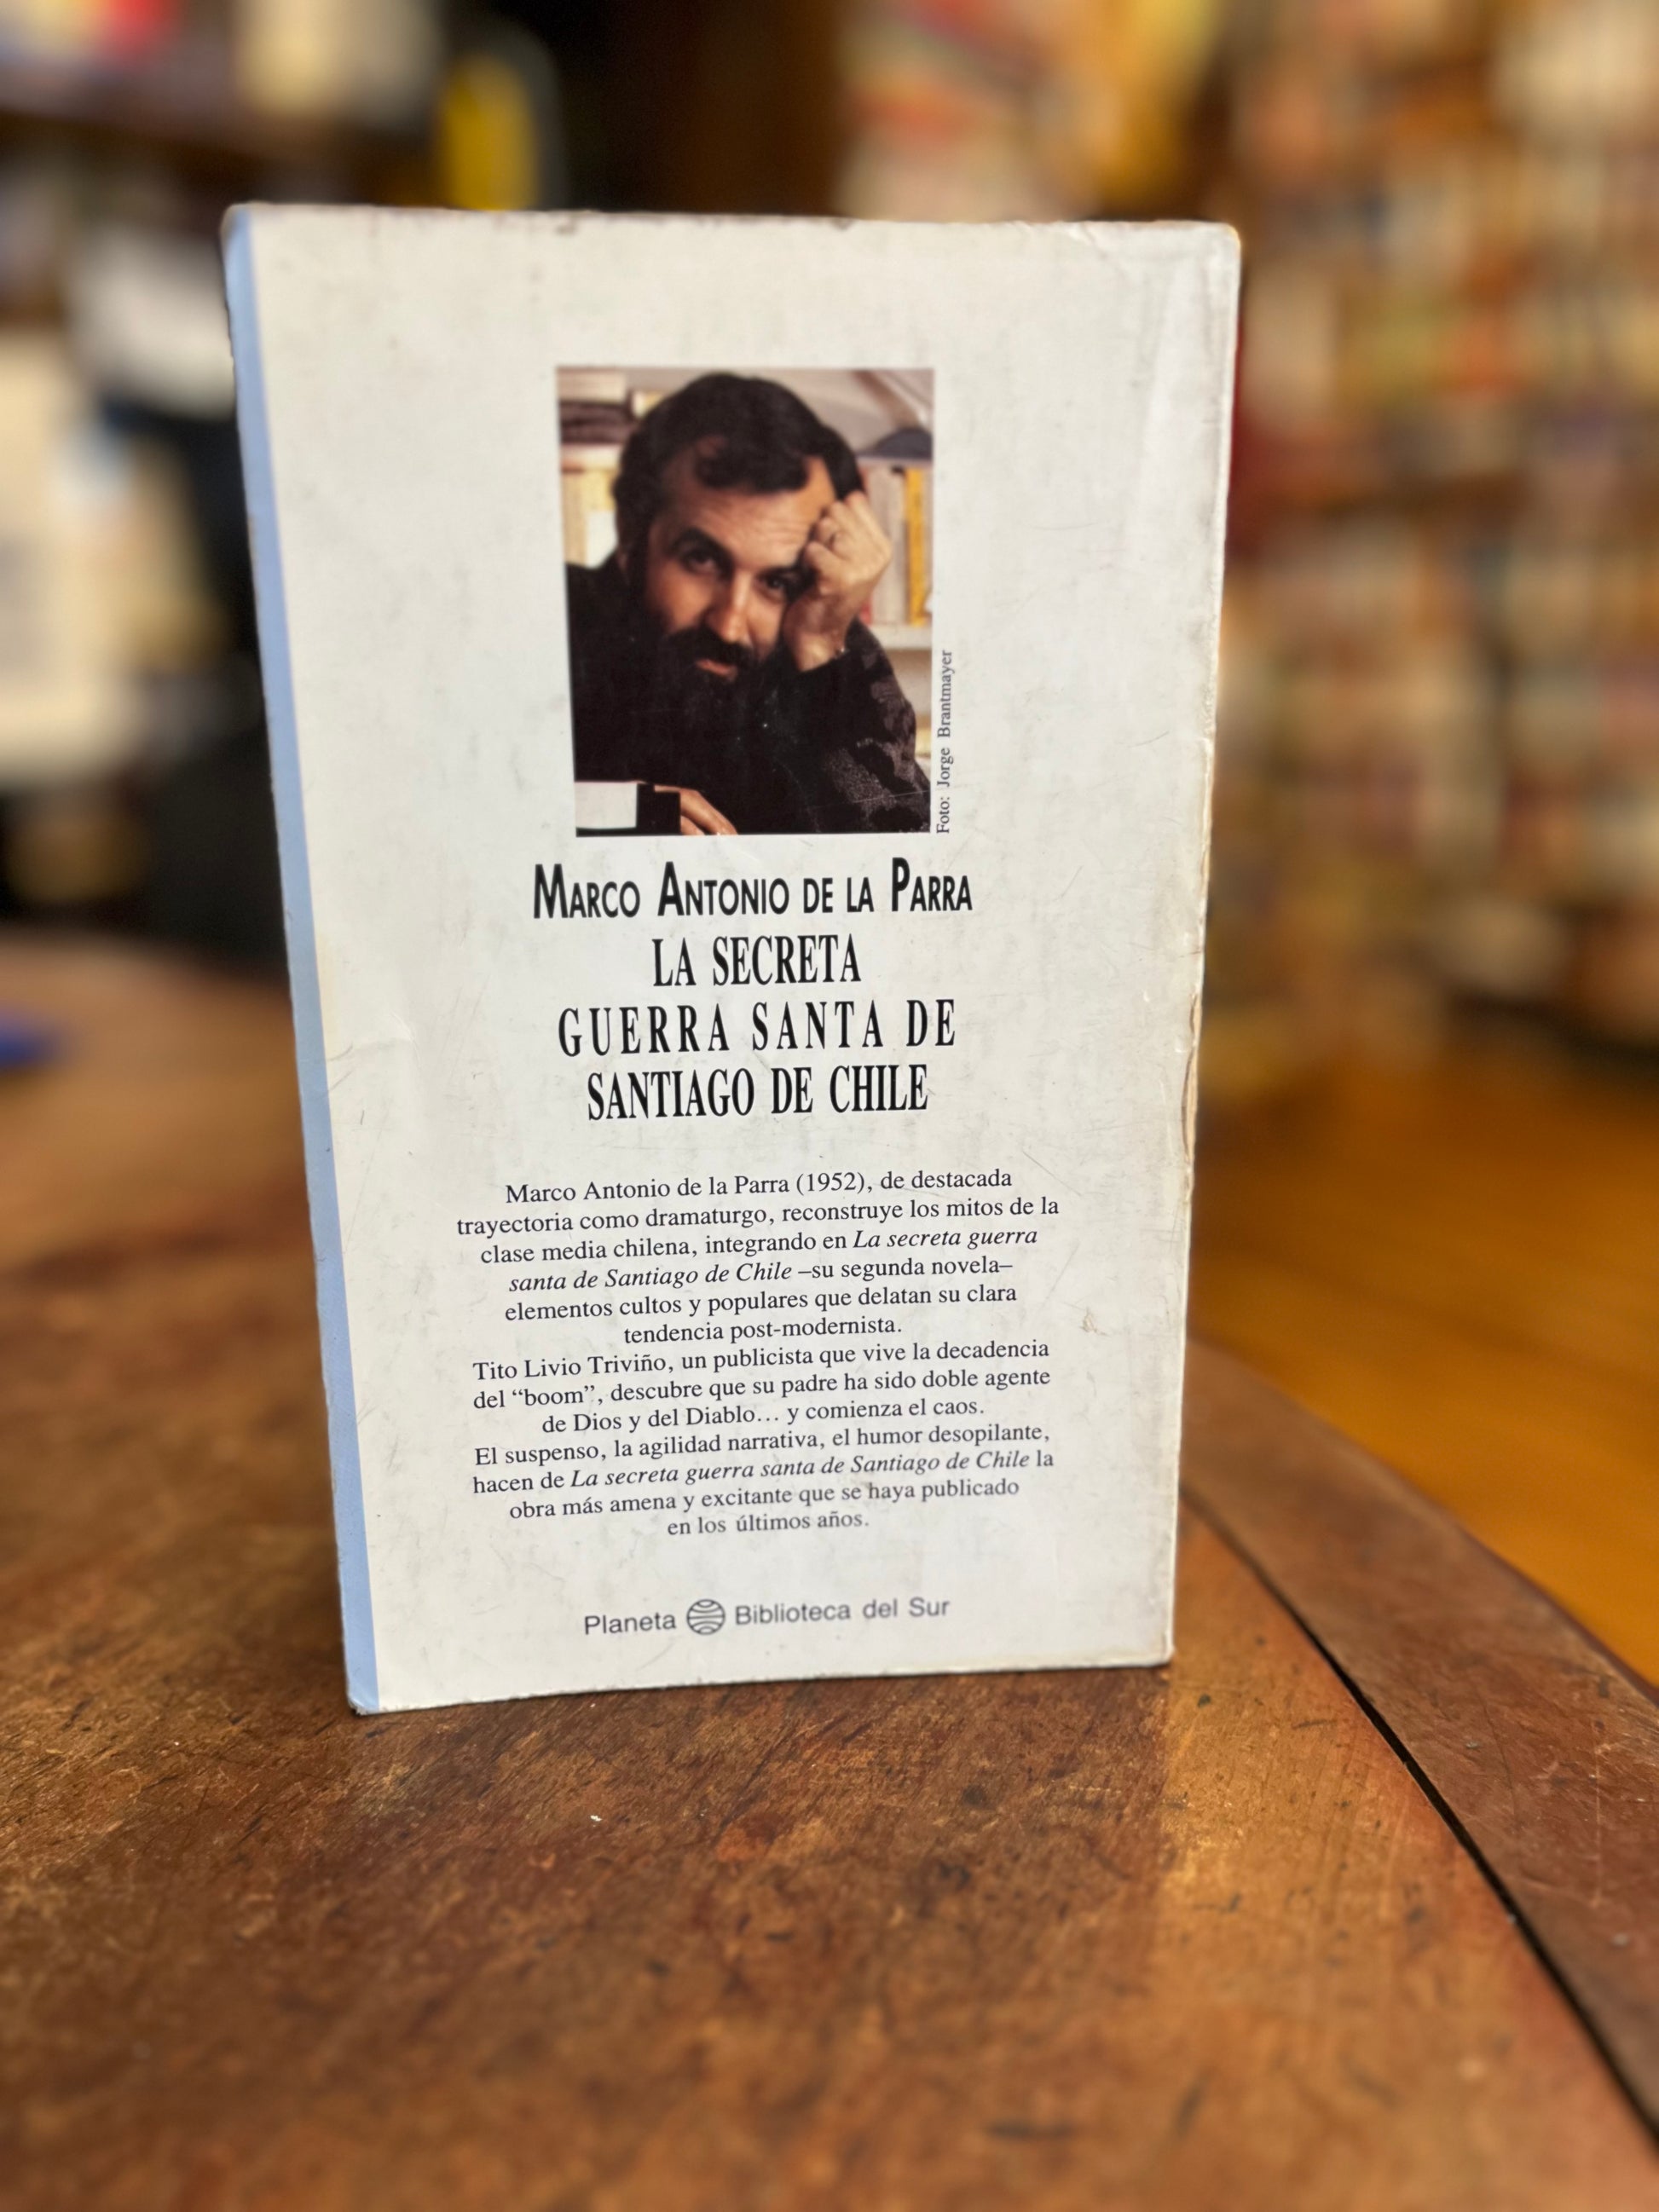 Foto: Jorge Brantmayer
MARCO ANTONIO DE LA PARRA
LA SECRETA
GUERRA SANTA DE
SANTIAGO DE CHILE
Marco Antonio de la Parra (1952), de destacada
trayectoria como dramaturgo, reconstruye los mitos de la
clase media chilena, integrando en La secreta guerra
santa de Santiago de Chile –su segunda novela–
elementos cultos y populares que delatan su clara
tendencia post-modernista.
Tito Livio Triviño, un publicista que vive la decadencia
del “boom”, descubre que su padre ha sido doble agente
de Dios y del Diablo... y comienza el caos.
El suspenso, la agilidad narrativa, el humor desopilante,
hacen de La secreta guerra santa de Santiago de Chile la
obra más amena y excitante que se haya publicado
en los últimos años.
Planeta Biblioteca del Sur